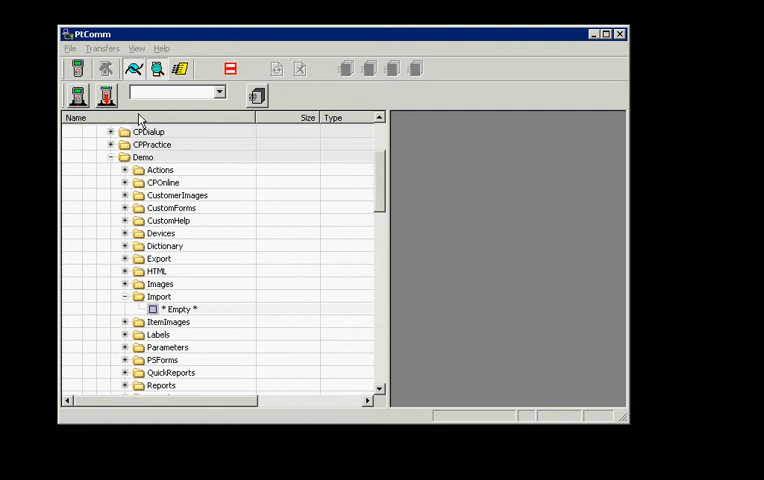 PtComm
File Transfers View Help
Name Size Type
CPDialup
CPPractice
Demo
Actions
CPOnline
CustomerImages
CustomForms
CustomHelp
Devices
Dictionary
Export
HTML
Images
Import
* Empty *
ItemImages
Labels
Parameters
PSForms
QuickReports
Reports